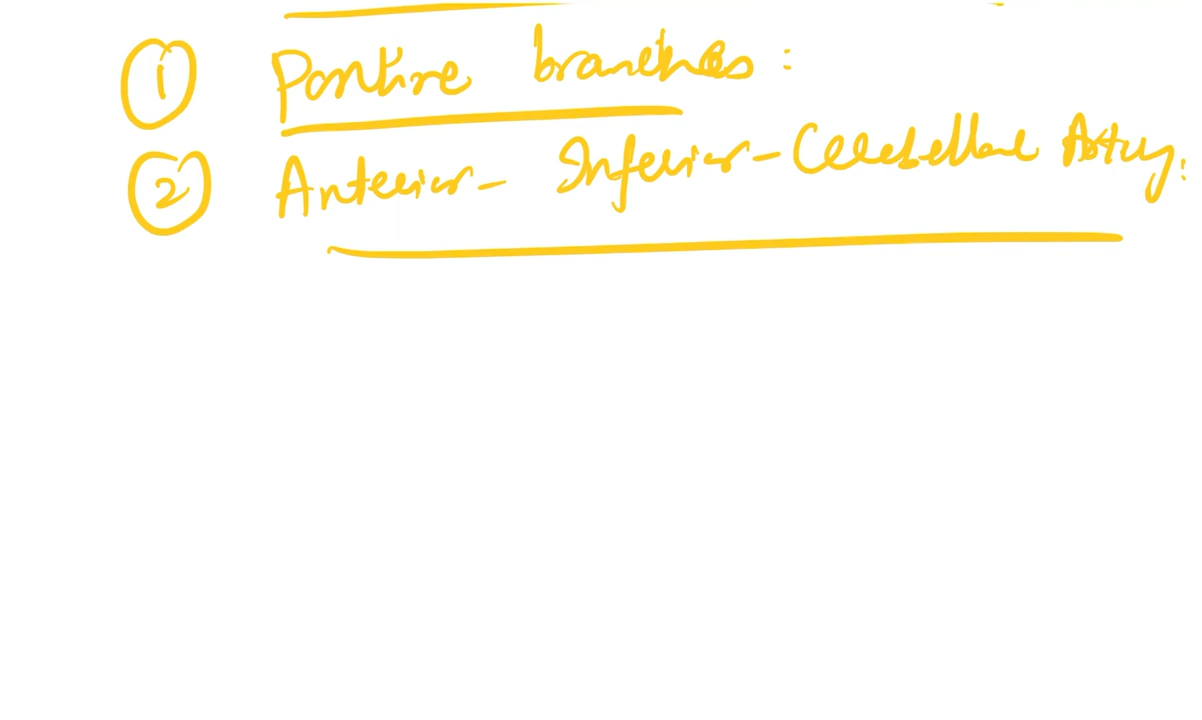 ① Pontine branches:
② Anterior- Inferior-Cerebellar Artery: